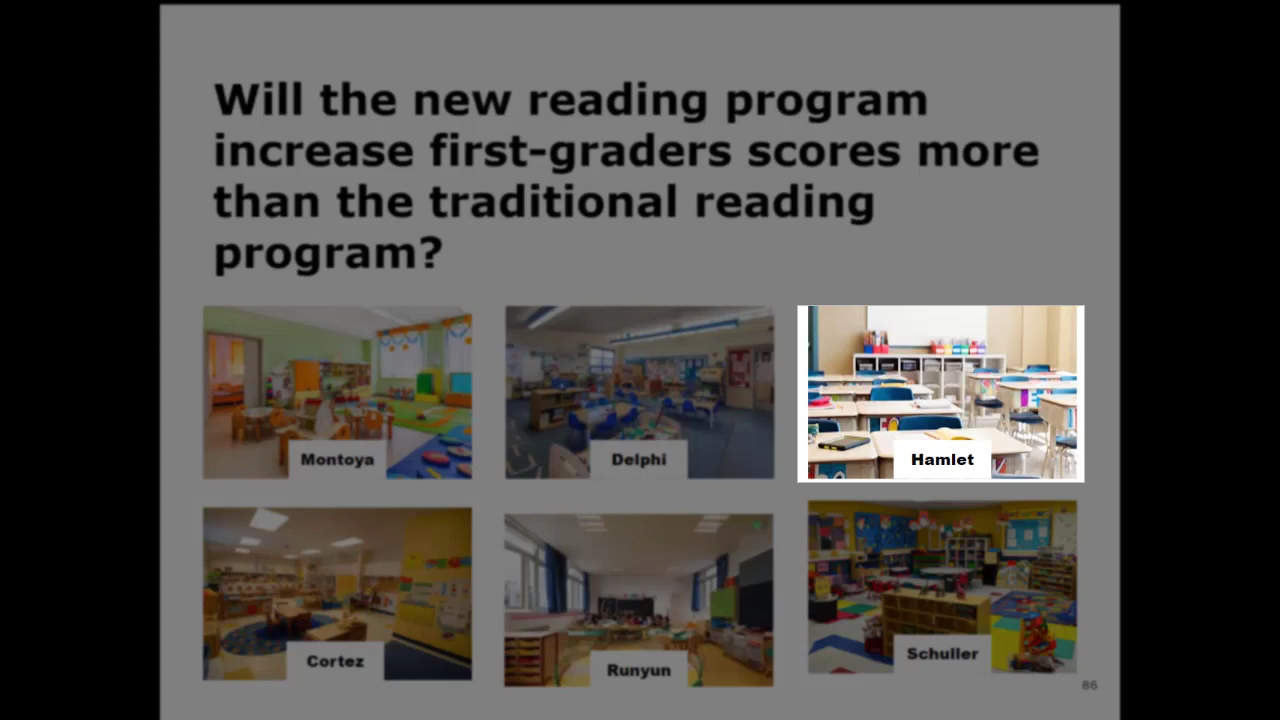 Will the new reading program
increase first-graders scores more
than the traditional reading
program?
Montoya
Delphi
Hamlet
Cortez
Runyun
Schuller
86